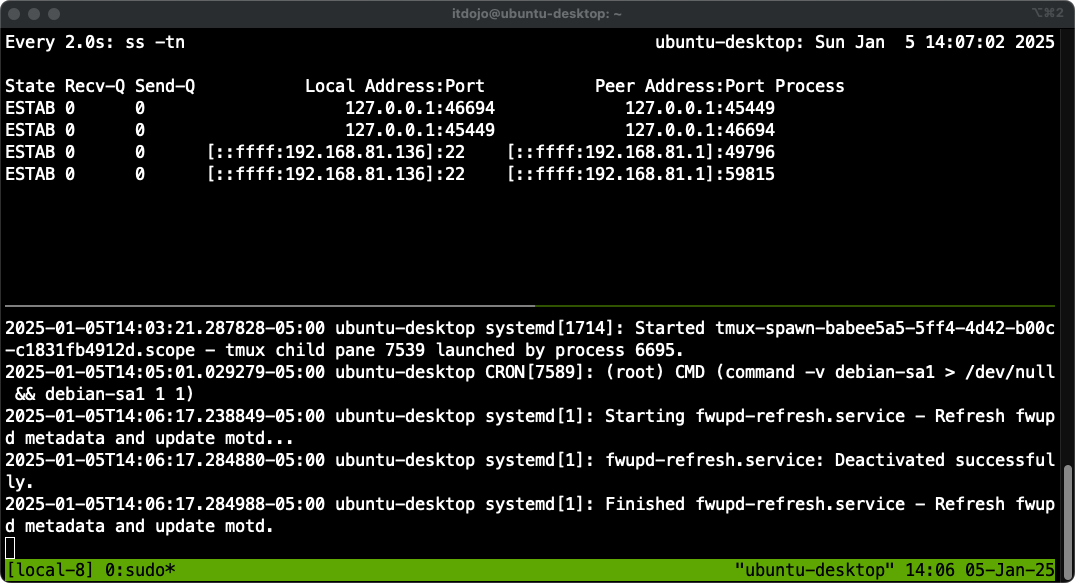 itdojo@ubuntu-desktop: ~
⌥⌘2
Every 2.0s: ss -tn                                               ubuntu-desktop: Sun Jan  5 14:07:02 2025
State Recv-Q Send-Q           Local Address:Port           Peer Address:Port Process
ESTAB 0      0                    127.0.0.1:46694             127.0.0.1:45449
ESTAB 0      0                    127.0.0.1:45449             127.0.0.1:46694
ESTAB 0      0      [::ffff:192.168.81.136]:22    [::ffff:192.168.81.1]:49796
ESTAB 0      0      [::ffff:192.168.81.136]:22    [::ffff:192.168.81.1]:59815
2025-01-05T14:03:21.287828-05:00 ubuntu-desktop systemd[1714]: Started tmux-spawn-babee5a5-5ff4-4d42-b00c
-c1831fb4912d.scope - tmux child pane 7539 launched by process 6695.
2025-01-05T14:05:01.029279-05:00 ubuntu-desktop CRON[7589]: (root) CMD (command -v debian-sa1 > /dev/null
 && debian-sa1 1 1)
2025-01-05T14:06:17.238849-05:00 ubuntu-desktop systemd[1]: Starting fwupd-refresh.service - Refresh fwup
d metadata and update motd...
2025-01-05T14:06:17.284880-05:00 ubuntu-desktop systemd[1]: fwupd-refresh.service: Deactivated successful
ly.
2025-01-05T14:06:17.284988-05:00 ubuntu-desktop systemd[1]: Finished fwupd-refresh.service - Refresh fwup
d metadata and update motd.
[local-8] 0:sudo*                                                        "ubuntu-desktop" 14:06 05-Jan-25